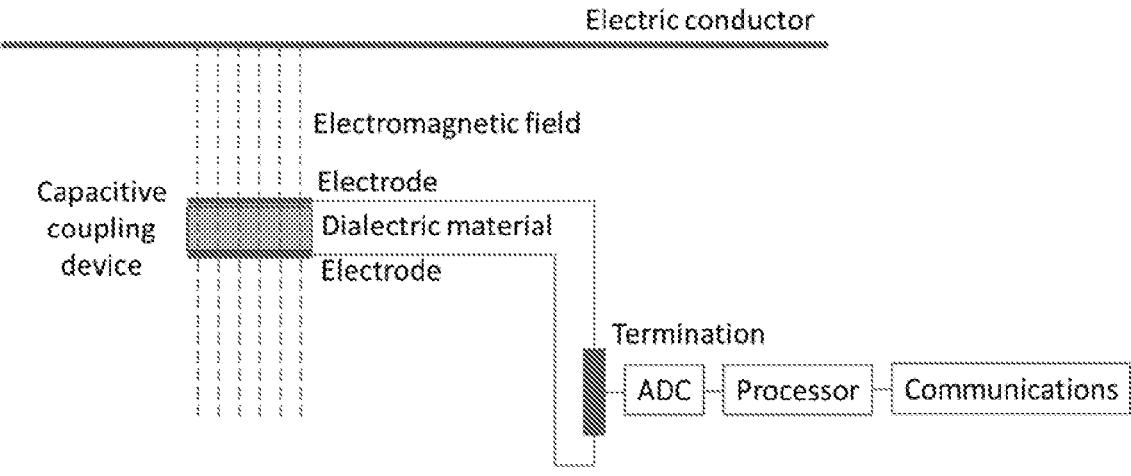 Electric conductor
Electromagnetic field
Electrode
Capacitive
coupling
device
Dialectric material
Electrode
Termination
ADC
Processor
Communications